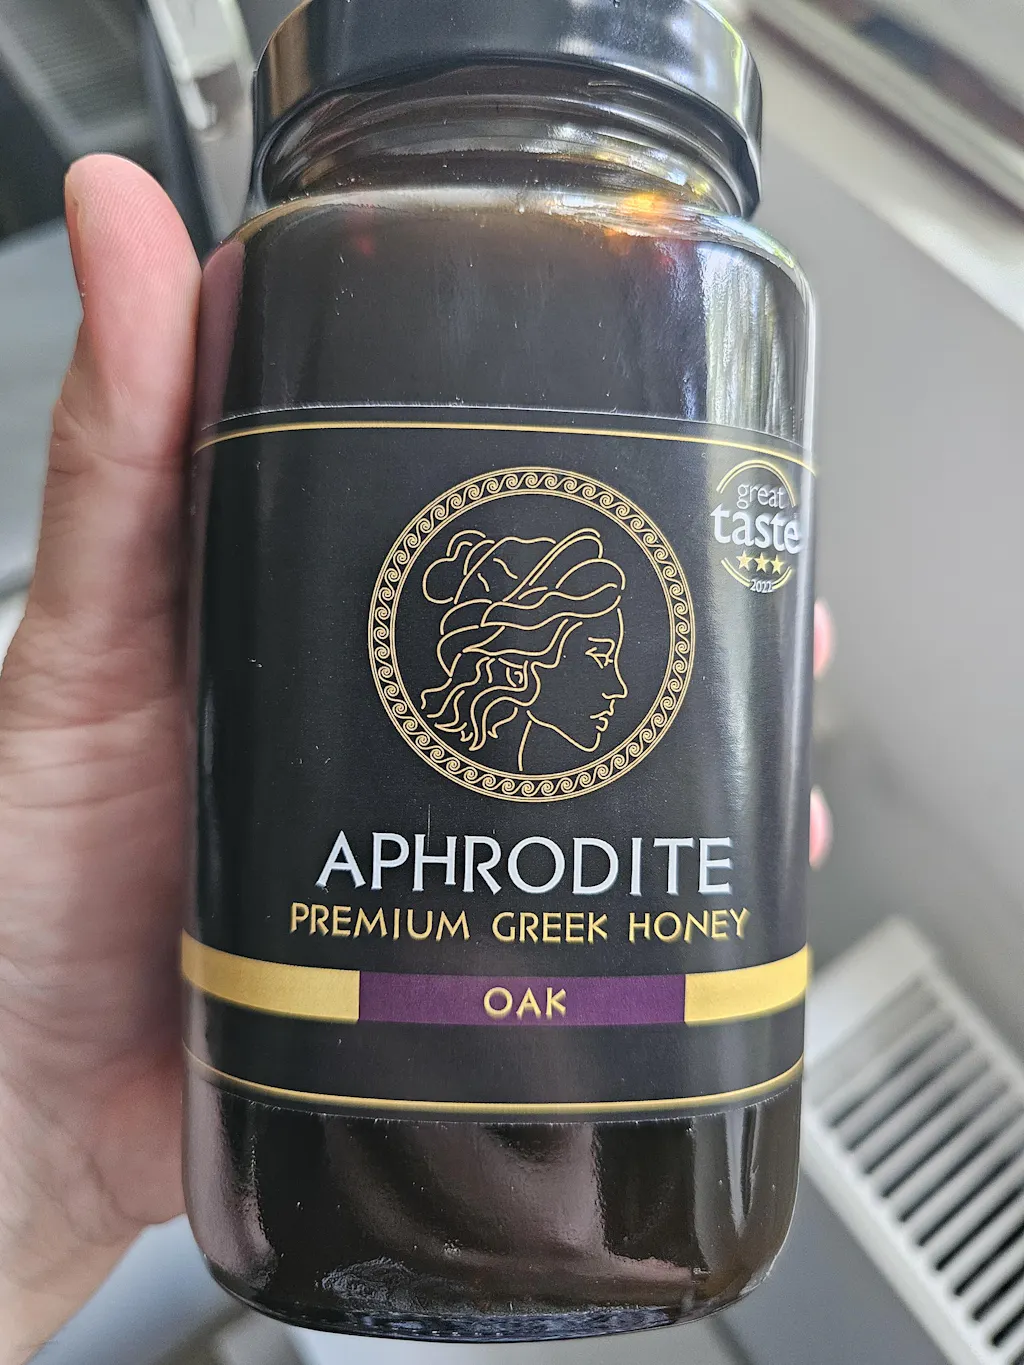 great
taste
2022
APHRODITE
PREMIUM GREEK HONEY
OAK